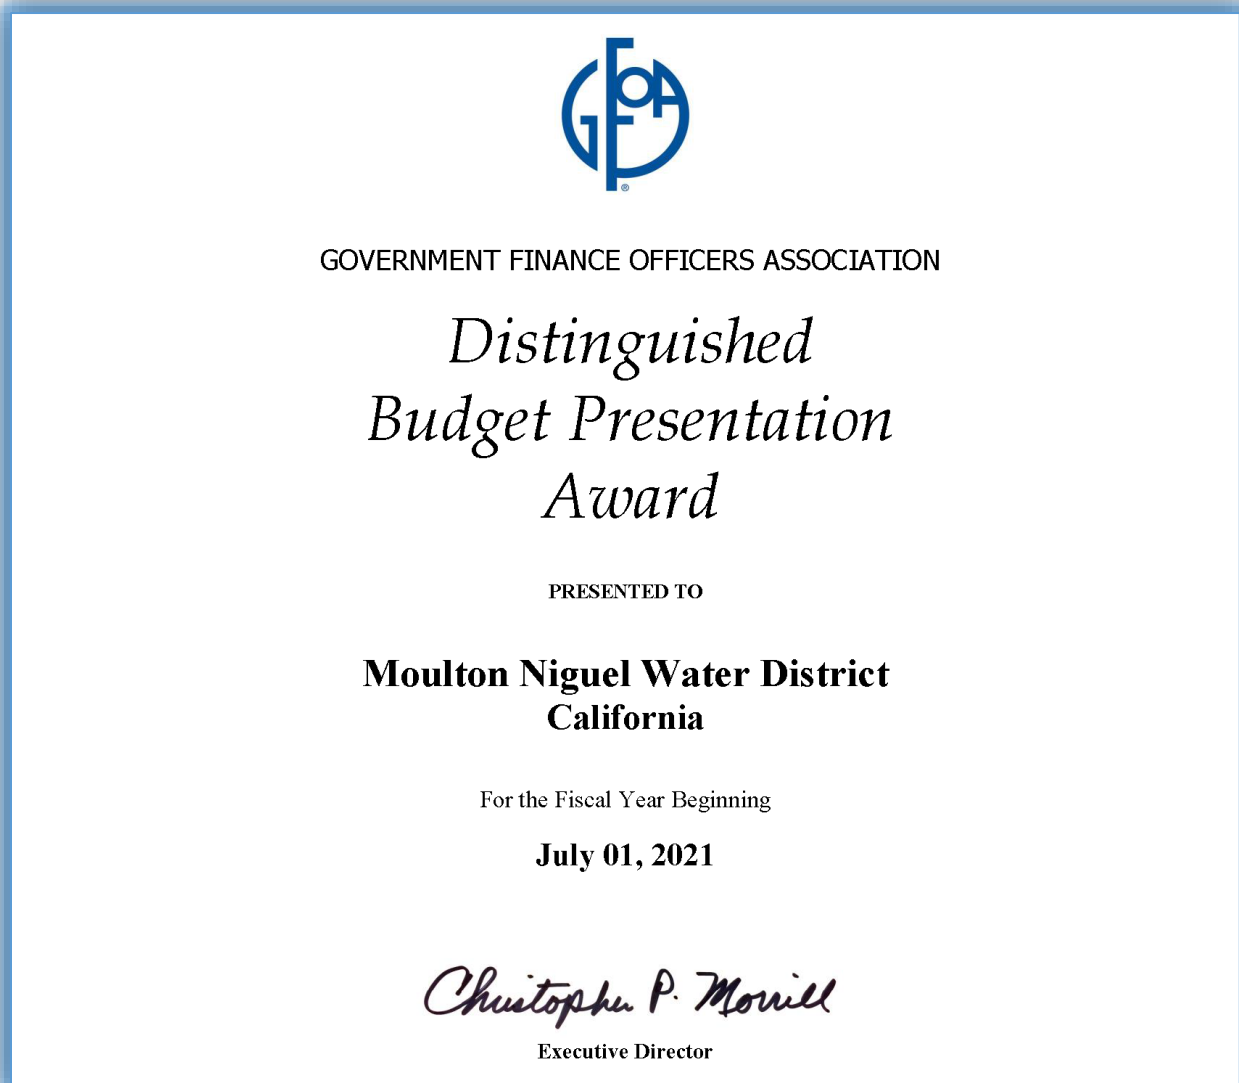 GFOA
®
GOVERNMENT FINANCE OFFICERS ASSOCIATION
Distinguished
Budget Presentation
Award
PRESENTED TO
Moulton Niguel Water District
California
For the Fiscal Year Beginning
July 01, 2021
Christopher P. Morrill
Executive Director